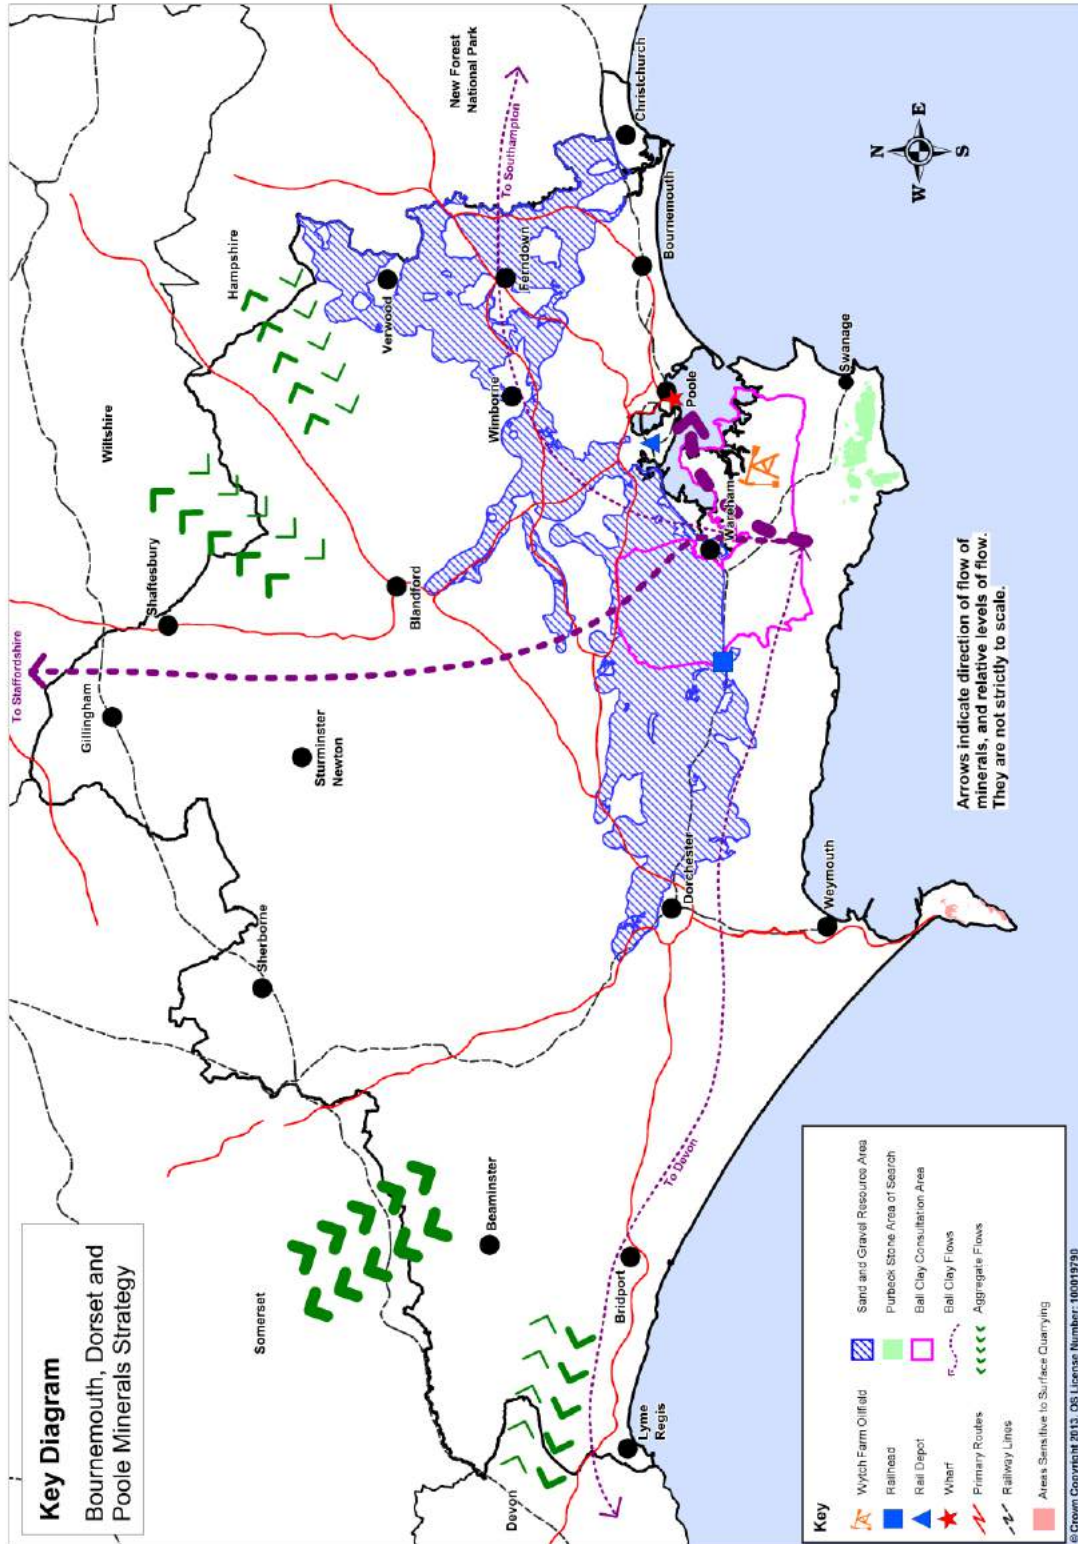 Key Diagram
Bournemouth, Dorset and
Poole Minerals Strategy
To Staffordshire
Gillingham
Shaftesbury
Wiltshire
Hampshire
New Forest
National Park
Sherborne
Sturminster
Newton
Blandford
Verwood
To Southampton
Somerset
Wimborne
Ferndown
Christchurch
Bournemouth
Beaminster
Devon
Dorchester
Wareham
Poole
Bridport
Lyme
Regis
To Devon
Weymouth
Swanage
N
W
E
S
Arrows indicate direction of flow of
minerals, and relative levels of flow.
They are not strictly to scale.
Key
Wytch Farm Oilfield
Railhead
Rail Depot
Wharf
Primary Routes
Railway Lines
Areas Sensitive to Surface Quarrying
Sand and Gravel Resource Area
Purbeck Stone Area of Search
Ball Clay Consultation Area
Ball Clay Flows
Aggregate Flows
© Crown Copyright 2013. OS License Number: 100019790